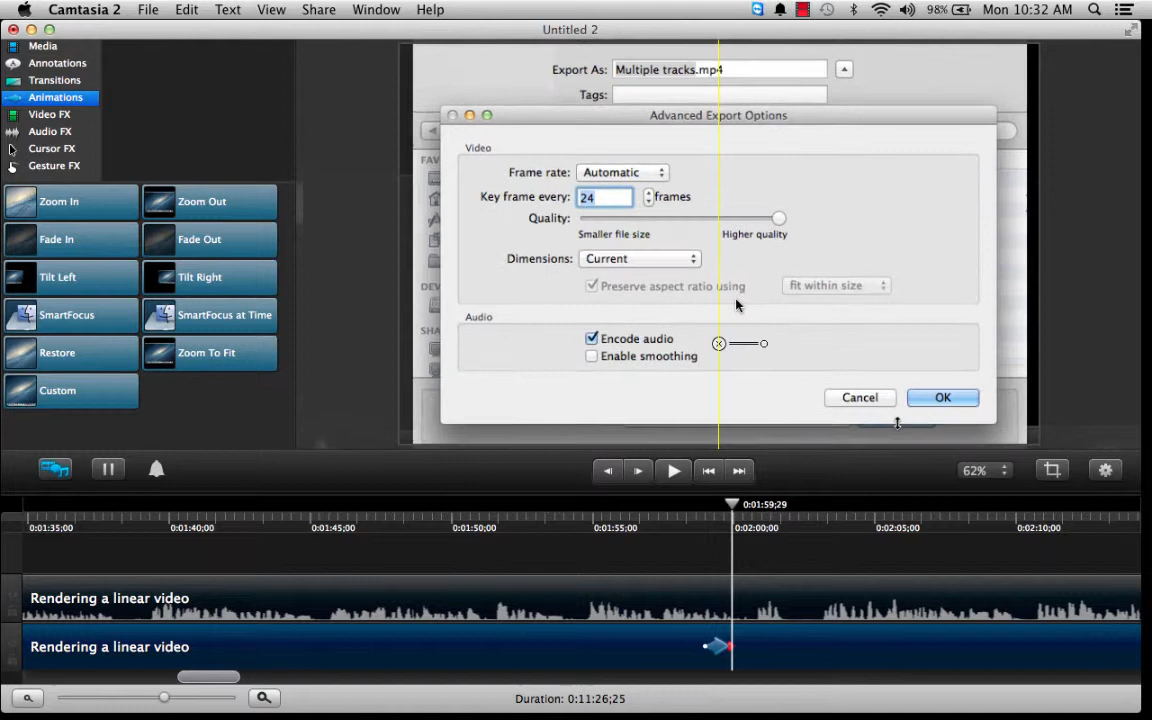 Camtasia 2 File Edit Text View Share Window Help 98% Mon 10:32 AM
Untitled 2
Media
Annotations
Transitions
Animations
Video FX
Audio FX
Cursor FX
Gesture FX
Zoom In Zoom Out
Fade In Fade Out
Tilt Left Tilt Right
SmartFocus SmartFocus at Time
Restore Zoom To Fit
Custom
Export As: Multiple tracks.mp4
Tags:
Advanced Export Options
FAV
DEV
SHA
Video
Frame rate: Automatic
Key frame every: 24 frames
Quality:
Smaller file size Higher quality
Dimensions: Current
Preserve aspect ratio using fit within size
Audio
Encode audio
Enable smoothing
Cancel OK
62%
0:01:59;29
0:01:35;00 0:01:40;00 0:01:45;00 0:01:50;00 0:01:55;00 0:02:00;00 0:02:05;00 0:02:10;00
Rendering a linear video
Rendering a linear video
Duration: 0:11:26;25